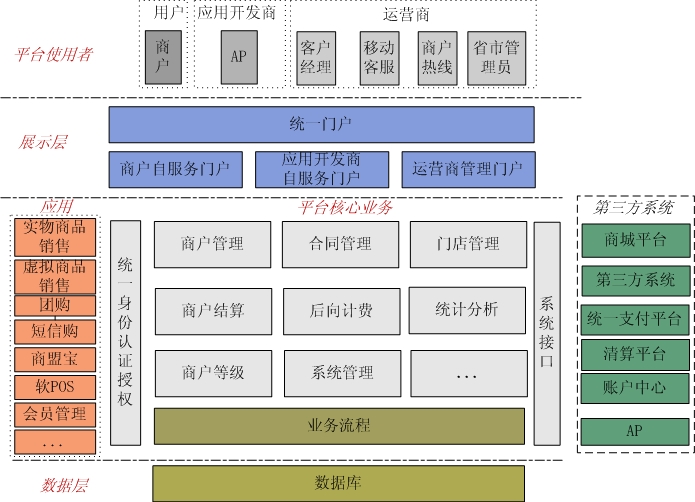 用户
应用开发商
运营商
平台使用者
商
户
AP
客户
经理
移动
客服
商户
热线
省市管
理员
展示层
统一门户
商户自服务门户
应用开发商
自服务门户
运营商管理门户
应用
平台核心业务
第三方系统
实物商品
销售
虚拟商品
销售
团购
短信购
商盟宝
软POS
会员管理
...
统一身份认证授权
商户管理
合同管理
门店管理
商户结算
后向计费
统计分析
商户等级
系统管理
...
业务流程
系统接口
商城平台
第三方系统
统一支付平台
清算平台
账户中心
AP
数据层
数据库